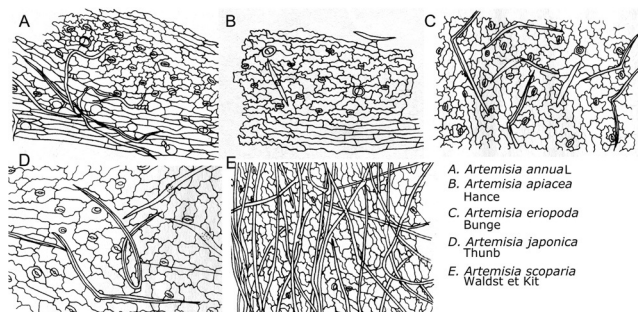 A
B
C
D
E
A. Artemisia annuaL
B. Artemisia apiacea
Hance
C. Artemisia eriopoda
Bunge
D. Artemisia japonica
Thunb
E. Artemisia scoparia
Waldst et Kit